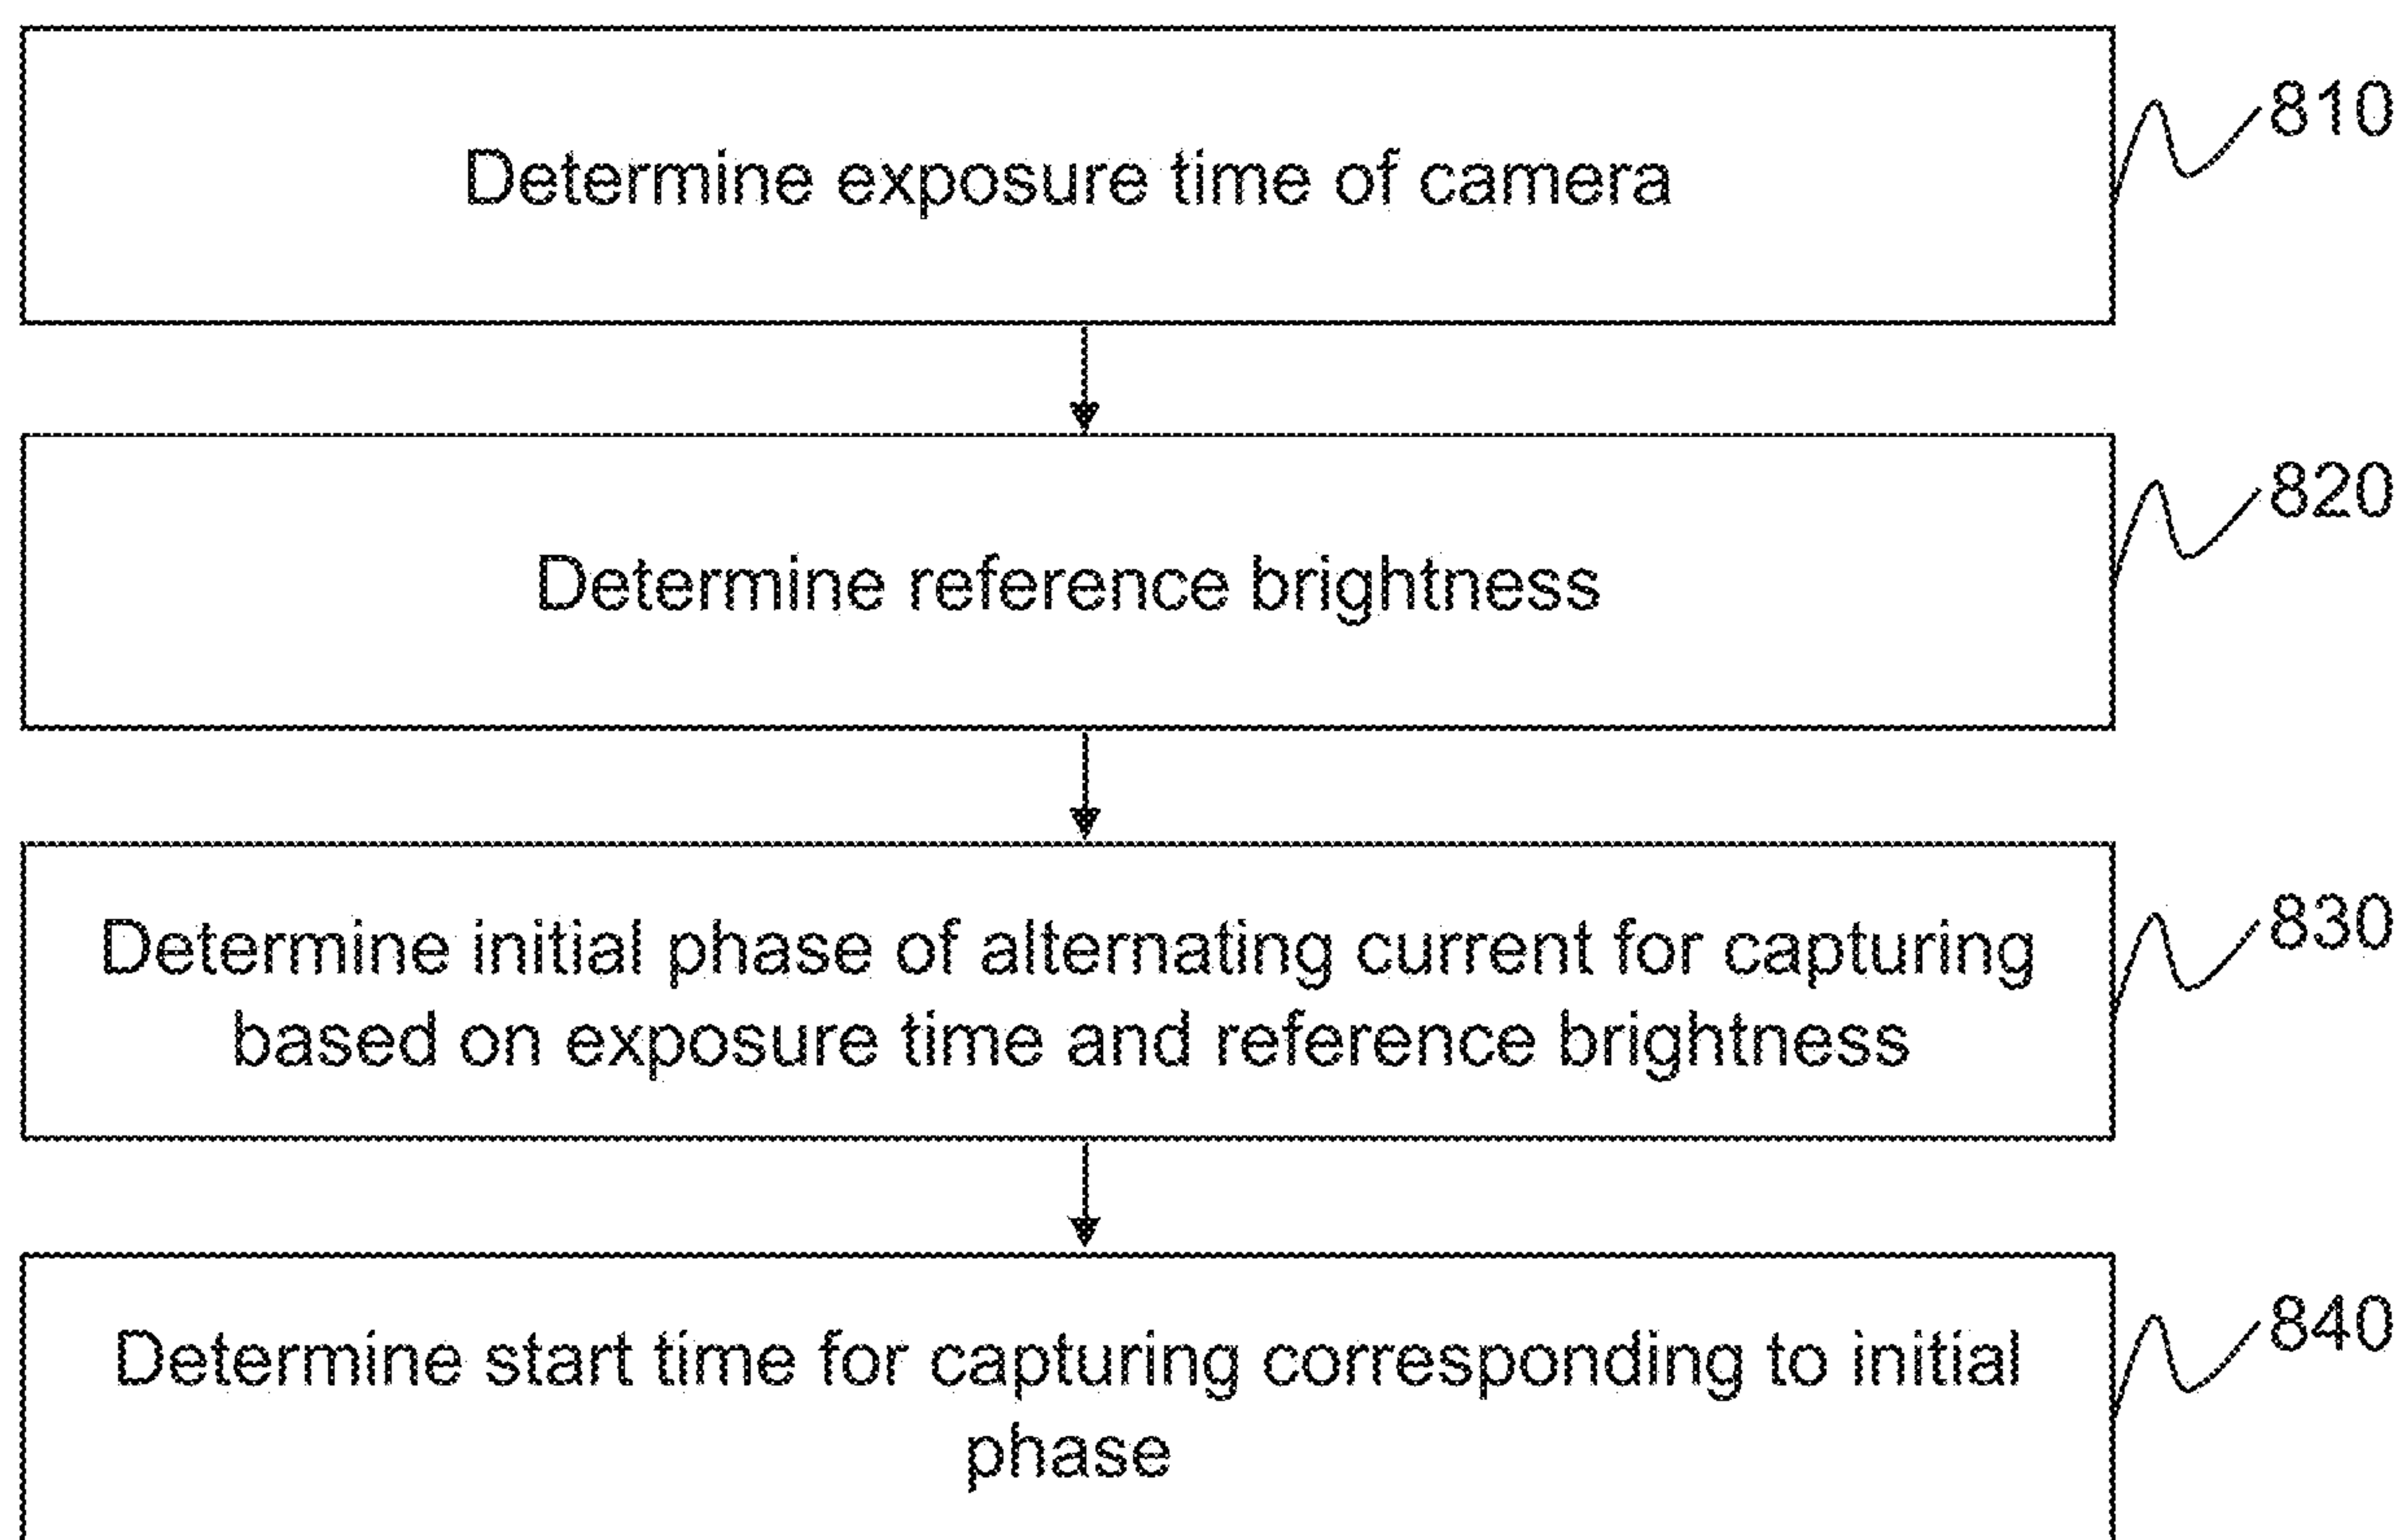 810
Determine exposure time of camera
820
Determine reference brightness
830
Determine initial phase of alternating current for capturing
based on exposure time and reference brightness
840
Determine start time for capturing corresponding to initial
phase